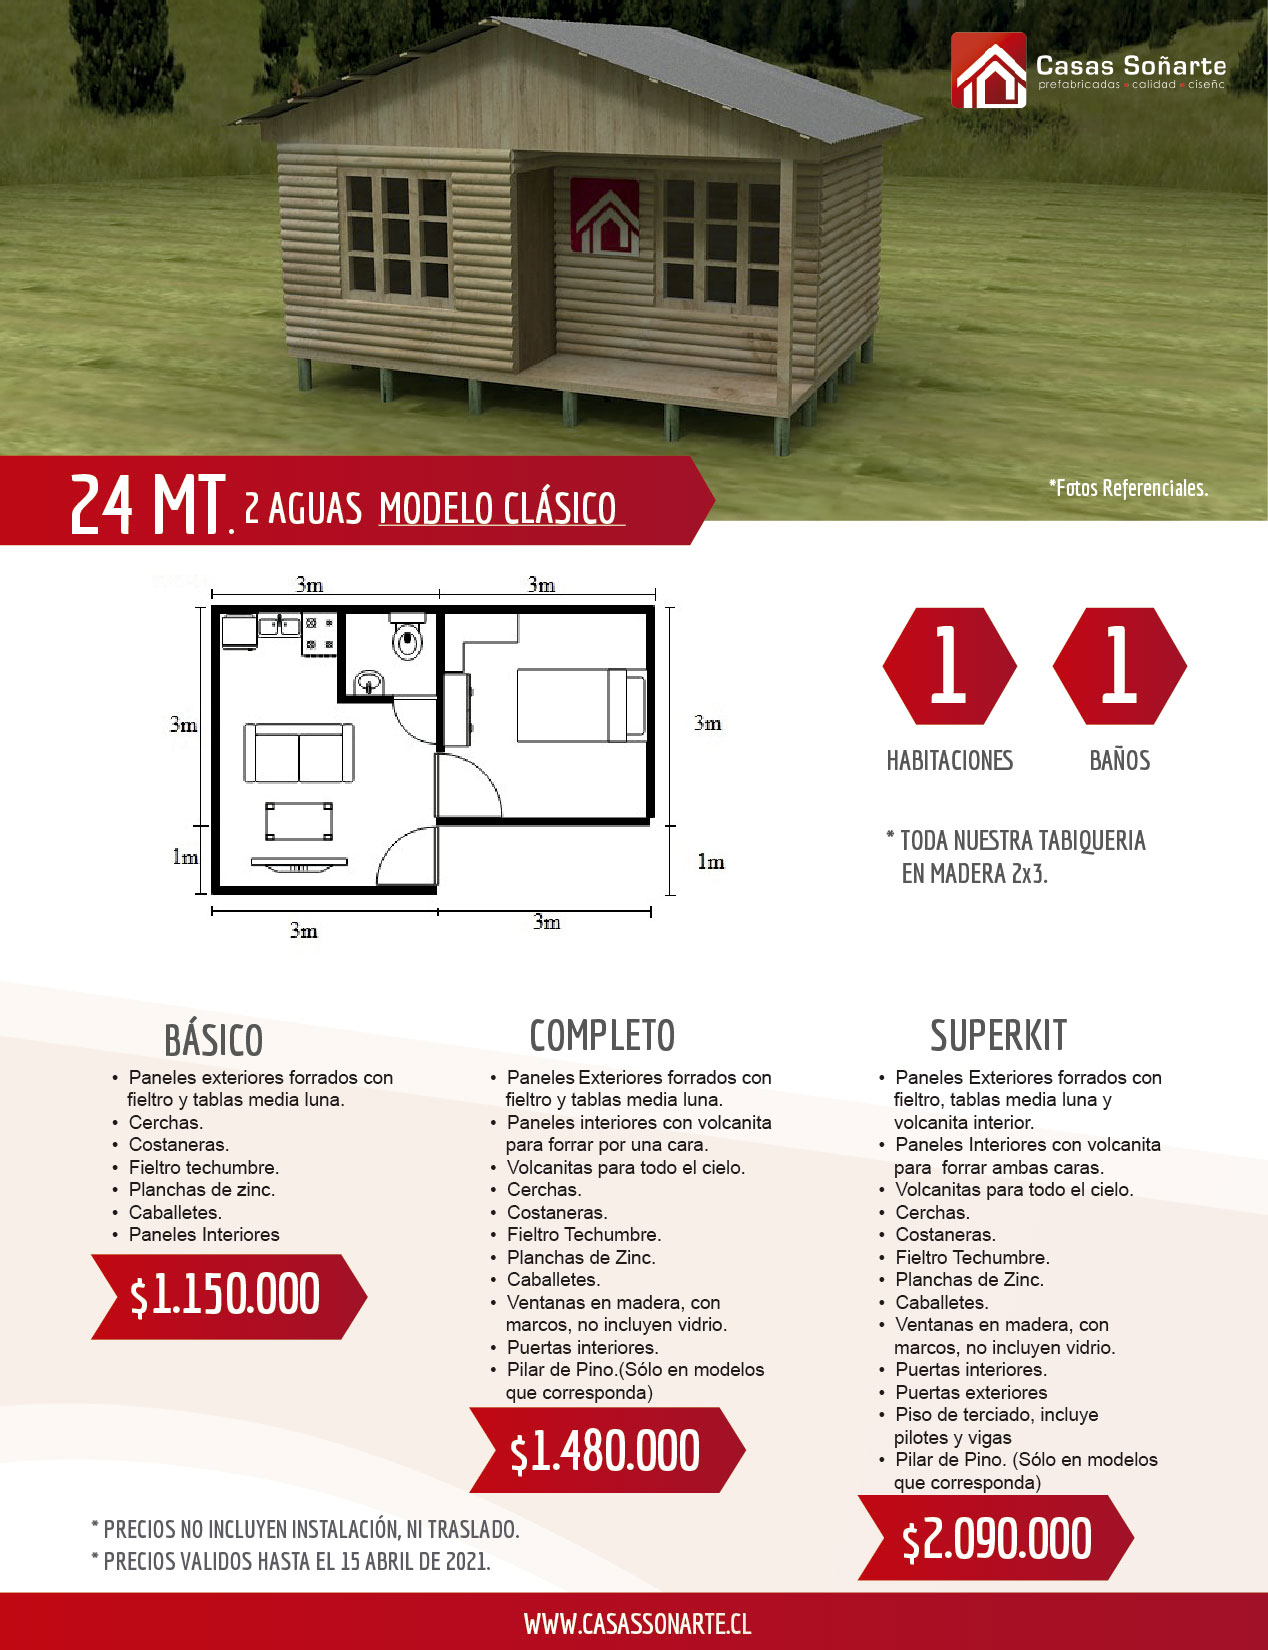 Casas Soñarte
prefabricadas • calidad • ciseñc
*Fotos Referenciales.
24 MT. 2 AGUAS MODELO CLÁSICO
3m
3m
3m
3m
1m
1m
3m
3m
1
1
HABITACIONES
BAÑOS
* TODA NUESTRA TABIQUERIA
EN MADERA 2x3.
BÁSICO
• Paneles exteriores forrados con
fieltro y tablas media luna.
• Cerchas.
• Costaneras.
• Fieltro techumbre.
• Planchas de zinc.
• Caballetes.
• Paneles Interiores
$1.150.000
COMPLETO
• Paneles Exteriores forrados con
fieltro y tablas media luna.
• Paneles interiores con volcanita
para forrar por una cara.
• Volcanitas para todo el cielo.
• Cerchas.
• Costaneras.
• Fieltro Techumbre.
• Planchas de Zinc.
• Caballetes.
• Ventanas en madera, con
marcos, no incluyen vidrio.
• Puertas interiores.
• Pilar de Pino.(Sólo en modelos
que corresponda)
$1.480.000
SUPERKIT
• Paneles Exteriores forrados con
fieltro, tablas media luna y
volcanita interior.
• Paneles Interiores con volcanita
para forrar ambas caras.
• Volcanitas para todo el cielo.
• Cerchas.
• Costaneras.
• Fieltro Techumbre.
• Planchas de Zinc.
• Caballetes.
• Ventanas en madera, con
marcos, no incluyen vidrio.
• Puertas interiores.
• Puertas exteriores
• Piso de terciado, incluye
pilotes y vigas
• Pilar de Pino. (Sólo en modelos
que corresponda)
$2.090.000
* PRECIOS NO INCLUYEN INSTALACIÓN, NI TRASLADO.
* PRECIOS VALIDOS HASTA EL 15 ABRIL DE 2021.
WWW.CASASSONARTE.CL